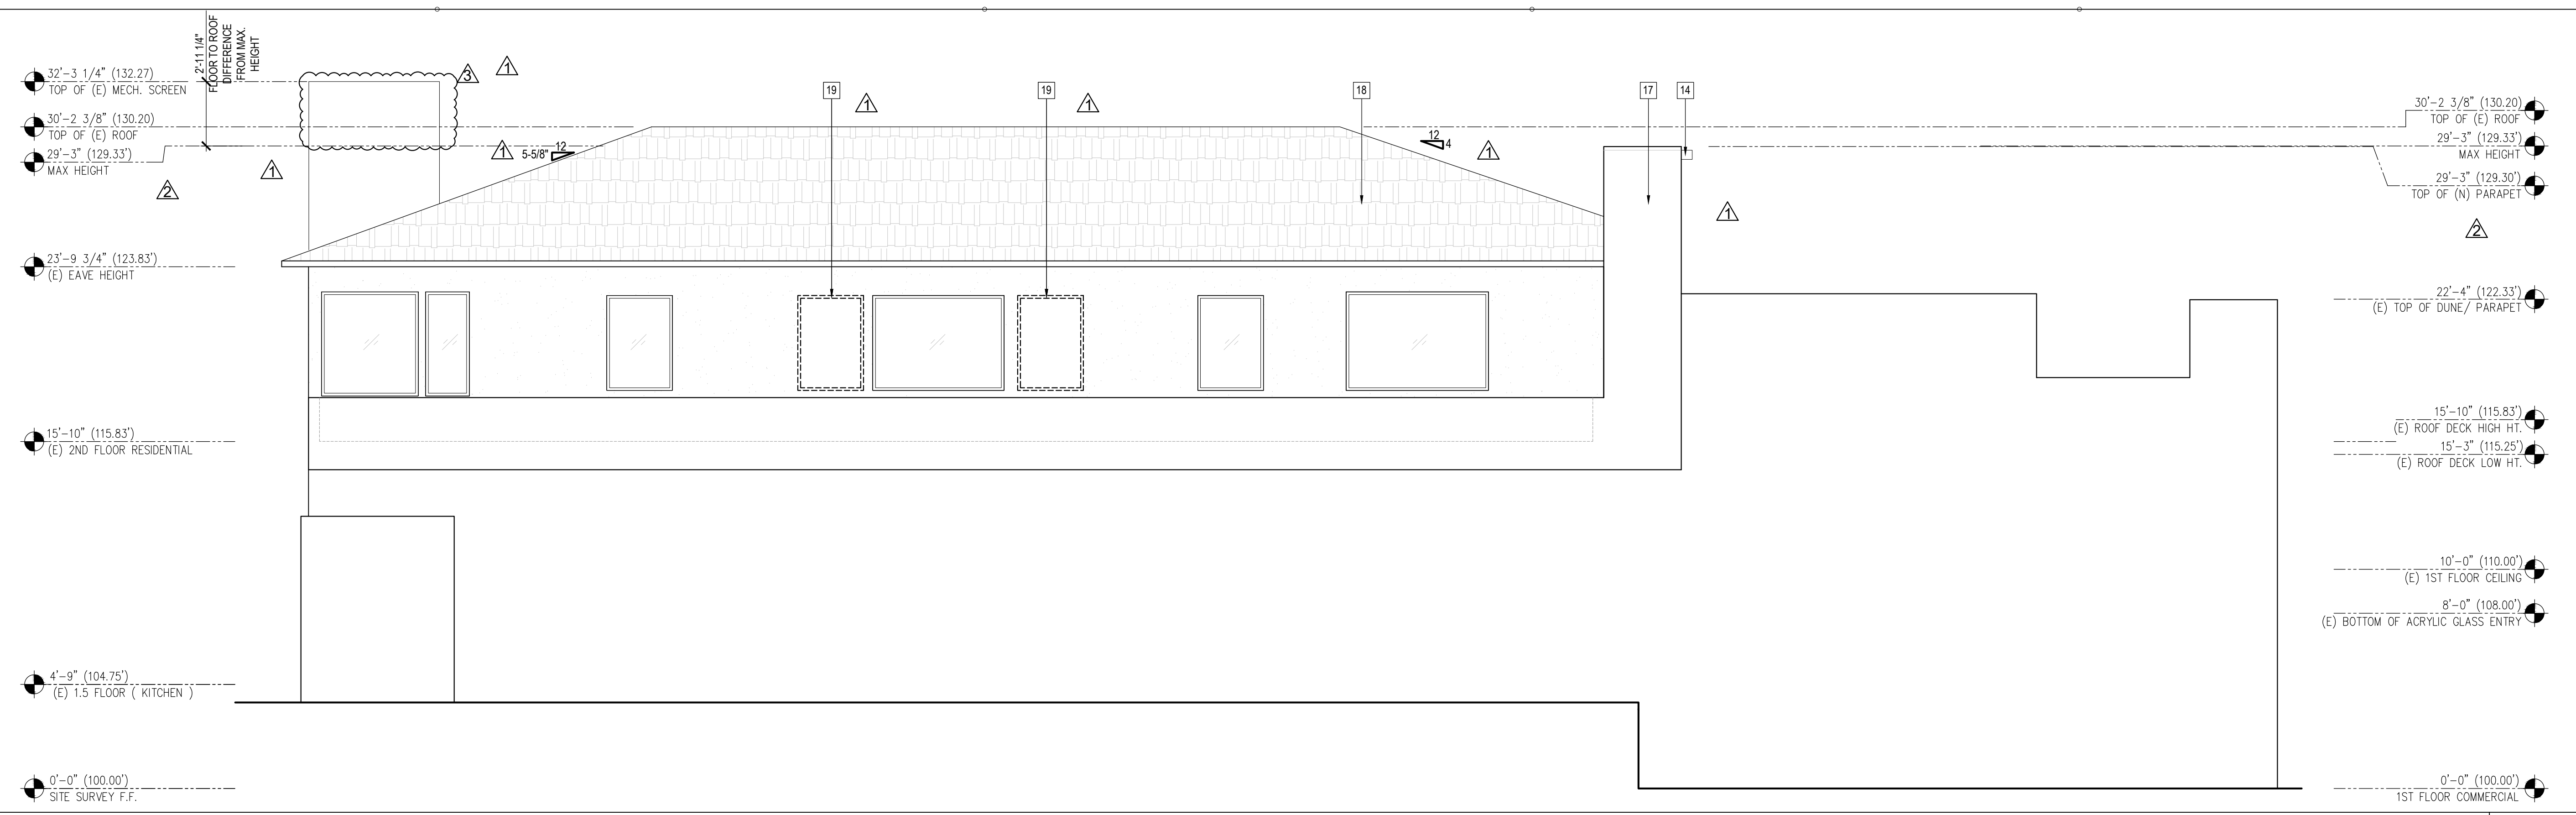 2'-11 1/4"
FLOOR TO ROOF
DIFFERENCE
FROM MAX.
HEIGHT
32'-3 1/4" (132.27)
TOP OF (E) MECH. SCREEN
30'-2 3/8" (130.20)
TOP OF (E) ROOF
29'-3" (129.33')
MAX HEIGHT
2
1
3
1
1
12
5-5/8"
19
1
19
1
18
12
4
1
17
14
1
23'-9 3/4" (123.83')
(E) EAVE HEIGHT
15'-10" (115.83')
(E) 2ND FLOOR RESIDENTIAL
4'-9" (104.75')
(E) 1.5 FLOOR ( KITCHEN )
0'-0" (100.00')
SITE SURVEY F.F.
30'-2 3/8" (130.20)
TOP OF (E) ROOF
29'-3" (129.33')
MAX HEIGHT
29'-3" (129.30')
TOP OF (N) PARAPET
2
22'-4" (122.33')
(E) TOP OF DUNE/ PARAPET
15'-10" (115.83')
(E) ROOF DECK HIGH HT.
15'-3" (115.25')
(E) ROOF DECK LOW HT.
10'-0" (110.00')
(E) 1ST FLOOR CEILING
8'-0" (108.00')
(E) BOTTOM OF ACRYLIC GLASS ENTRY
0'-0" (100.00')
1ST FLOOR COMMERCIAL